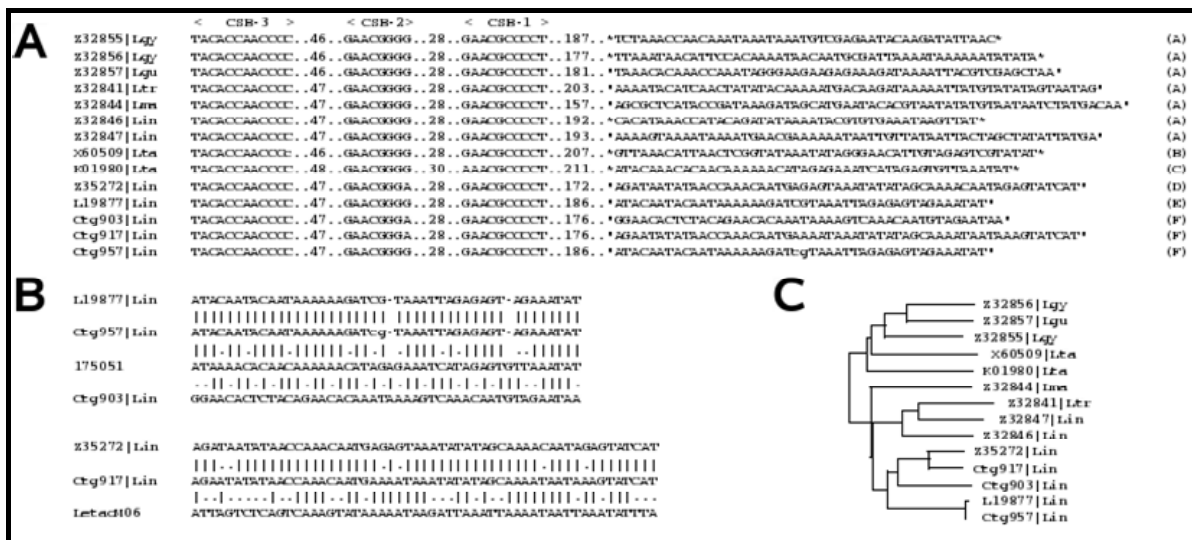 A
< CSB-3 > < CSB-2> < CSB-1 >
Z32855|Lgy TACACCAACCCC..46..GAACGGGG..28..GAACGCCCCT..187..*TCTAAACCAACAAATAAATAAATGTCGAGAATACAAGATATTAAC* (A)
Z32856|Lgy TACACCAACCCC..46..GAACGGGG..28..GAACGCCCCT..177..*TTAAATAACATTCCACAAAATAACAATGCGATTAAAATAAAAAATATATA* (A)
Z32857|Lgu TACACCAACCCC..46..GAACGGGG..28..GAACGCCCCT..181..'TAAACACAAACCAAATAGGGAAGAAGAGAAAGATAAAAATTACGTCGAGCTAA' (A)
Z32841|Ltr TACACCAACCCC..47..GAACGGGG..28..GAACGCCCCT..203..'AAAATACATCAACTATATACAAAAATGACAAGATAAAAATTATGTATATAGTAATAG' (A)
Z32844|Lma TACACCAACCCC..47..GAACGGGG..28..GAACGCCCCT..157..'AGCGCTCATACCGATAAAGATAGCATGAATACACGTAATATATGTAATAATCTATGACAA' (A)
Z32846|Lin TACACCAACCCC..47..GAACGGGG..28..GAACGCCCCT..192..*CACATAAACCATACAGATATAAAATACGTGTGAAATAAGTTAT* (A)
Z32847|Lin TACACCAACCCC..47..GAACGGGG..28..GAACGCCCCT..193..'AAAAGTAAAATAAAATGAACGAAAAAATAATTGTTATAATTACTAGCTATATTATGA' (A)
X60509|Lta TACACCAACCCc..46..GAACGGGG..28..GAACGCCCCT..207..*GTTAAACATTAACTCGGTATAAATATAGGGAACATTGTAGAGTCGTATAT* (B)
K01980|Lta TACACCAACCCC..48..GAACGGGG..30..AAACGCCCCT..211..*ATACAAACACAACAAAAAACATAGAGAAATCATAGAGTGTTAAATAT* (C)
Z35272|Lin TACACCAACCCC..47..GAACGGGA..28..GAACGCCCCT..172..'AGATAATATAACCAAACAATGAGAGTAAATATATAGCAAAACAATAGAGTATCAT' (D)
L19877|Lin TACACCAACCCC..47..GAACGGGG..28..GAACGCCCCT..186..'ATACAATACAATAAAAAAGATCGTAAATTAGAGAGTAGAAATAT' (E)
Ctg903|Lin TACACCAACCCC..47..GAACGGGA..28..GAACGCCCCT..176..'GGAACACTCTACAGAACACAAATAAAAGTCAAACAATGTAGAATAA' (F)
Ctg917|Lin TACACCAACCCC..47..GAACGGGG..28..GAACGCCCCT..175..'AGAATATATAACCAAACAATGAAAATAAATATATAGCAAAATAATAAAGTATCAT' (F)
Ctg957|Lin TACACCAACCCC..47..GAACGGGG..28..GAACGCCCCT..186..'ATACAATACAATAAAAAAGATcgTAAATTAGAGAGTAGAAATAT' (F)
B
L19877|Lin ATACAATACAATAAAAAAGATCG-TAAATTAGAGAGT-AGAAATAT
Ctg957|Lin ATACAATACAATAAAAAAGATcg-TAAATTAGAGAGT-AGAAATAT
175051 ATAAAACACAACAAAAAACATAGAGAAATCATAGAGTGTTAAATAT
Ctg903|Lin GGAACACTCTACAGAACACAAATAAAAGTCAAACAATGTAGAATAA
Z35272|Lin AGATAATATAACCAAACAATGAGAGTAAATATATAGCAAAACAATAGAGTATCAT
Ctg917|Lin AGAATATATAACCAAACAATGAAAATAAATATATAGCAAAATAATAAAGTATCAT
LetacM06 ATTAGTCTCAGTCAAAGTATAAAAATAAGATTAAATTAAAATAATTAAATATTTA
C
Z32856|Lgy
Z32857|Lgu
Z32855|Lgy
X60509|Lta
K01980|Lta
Z32844|Lma
Z32841|Ltr
Z32847|Lin
Z32846|Lin
Z35272|Lin
Ctg917|Lin
Ctg903|Lin
L19877|Lin
Ctg957|Lin